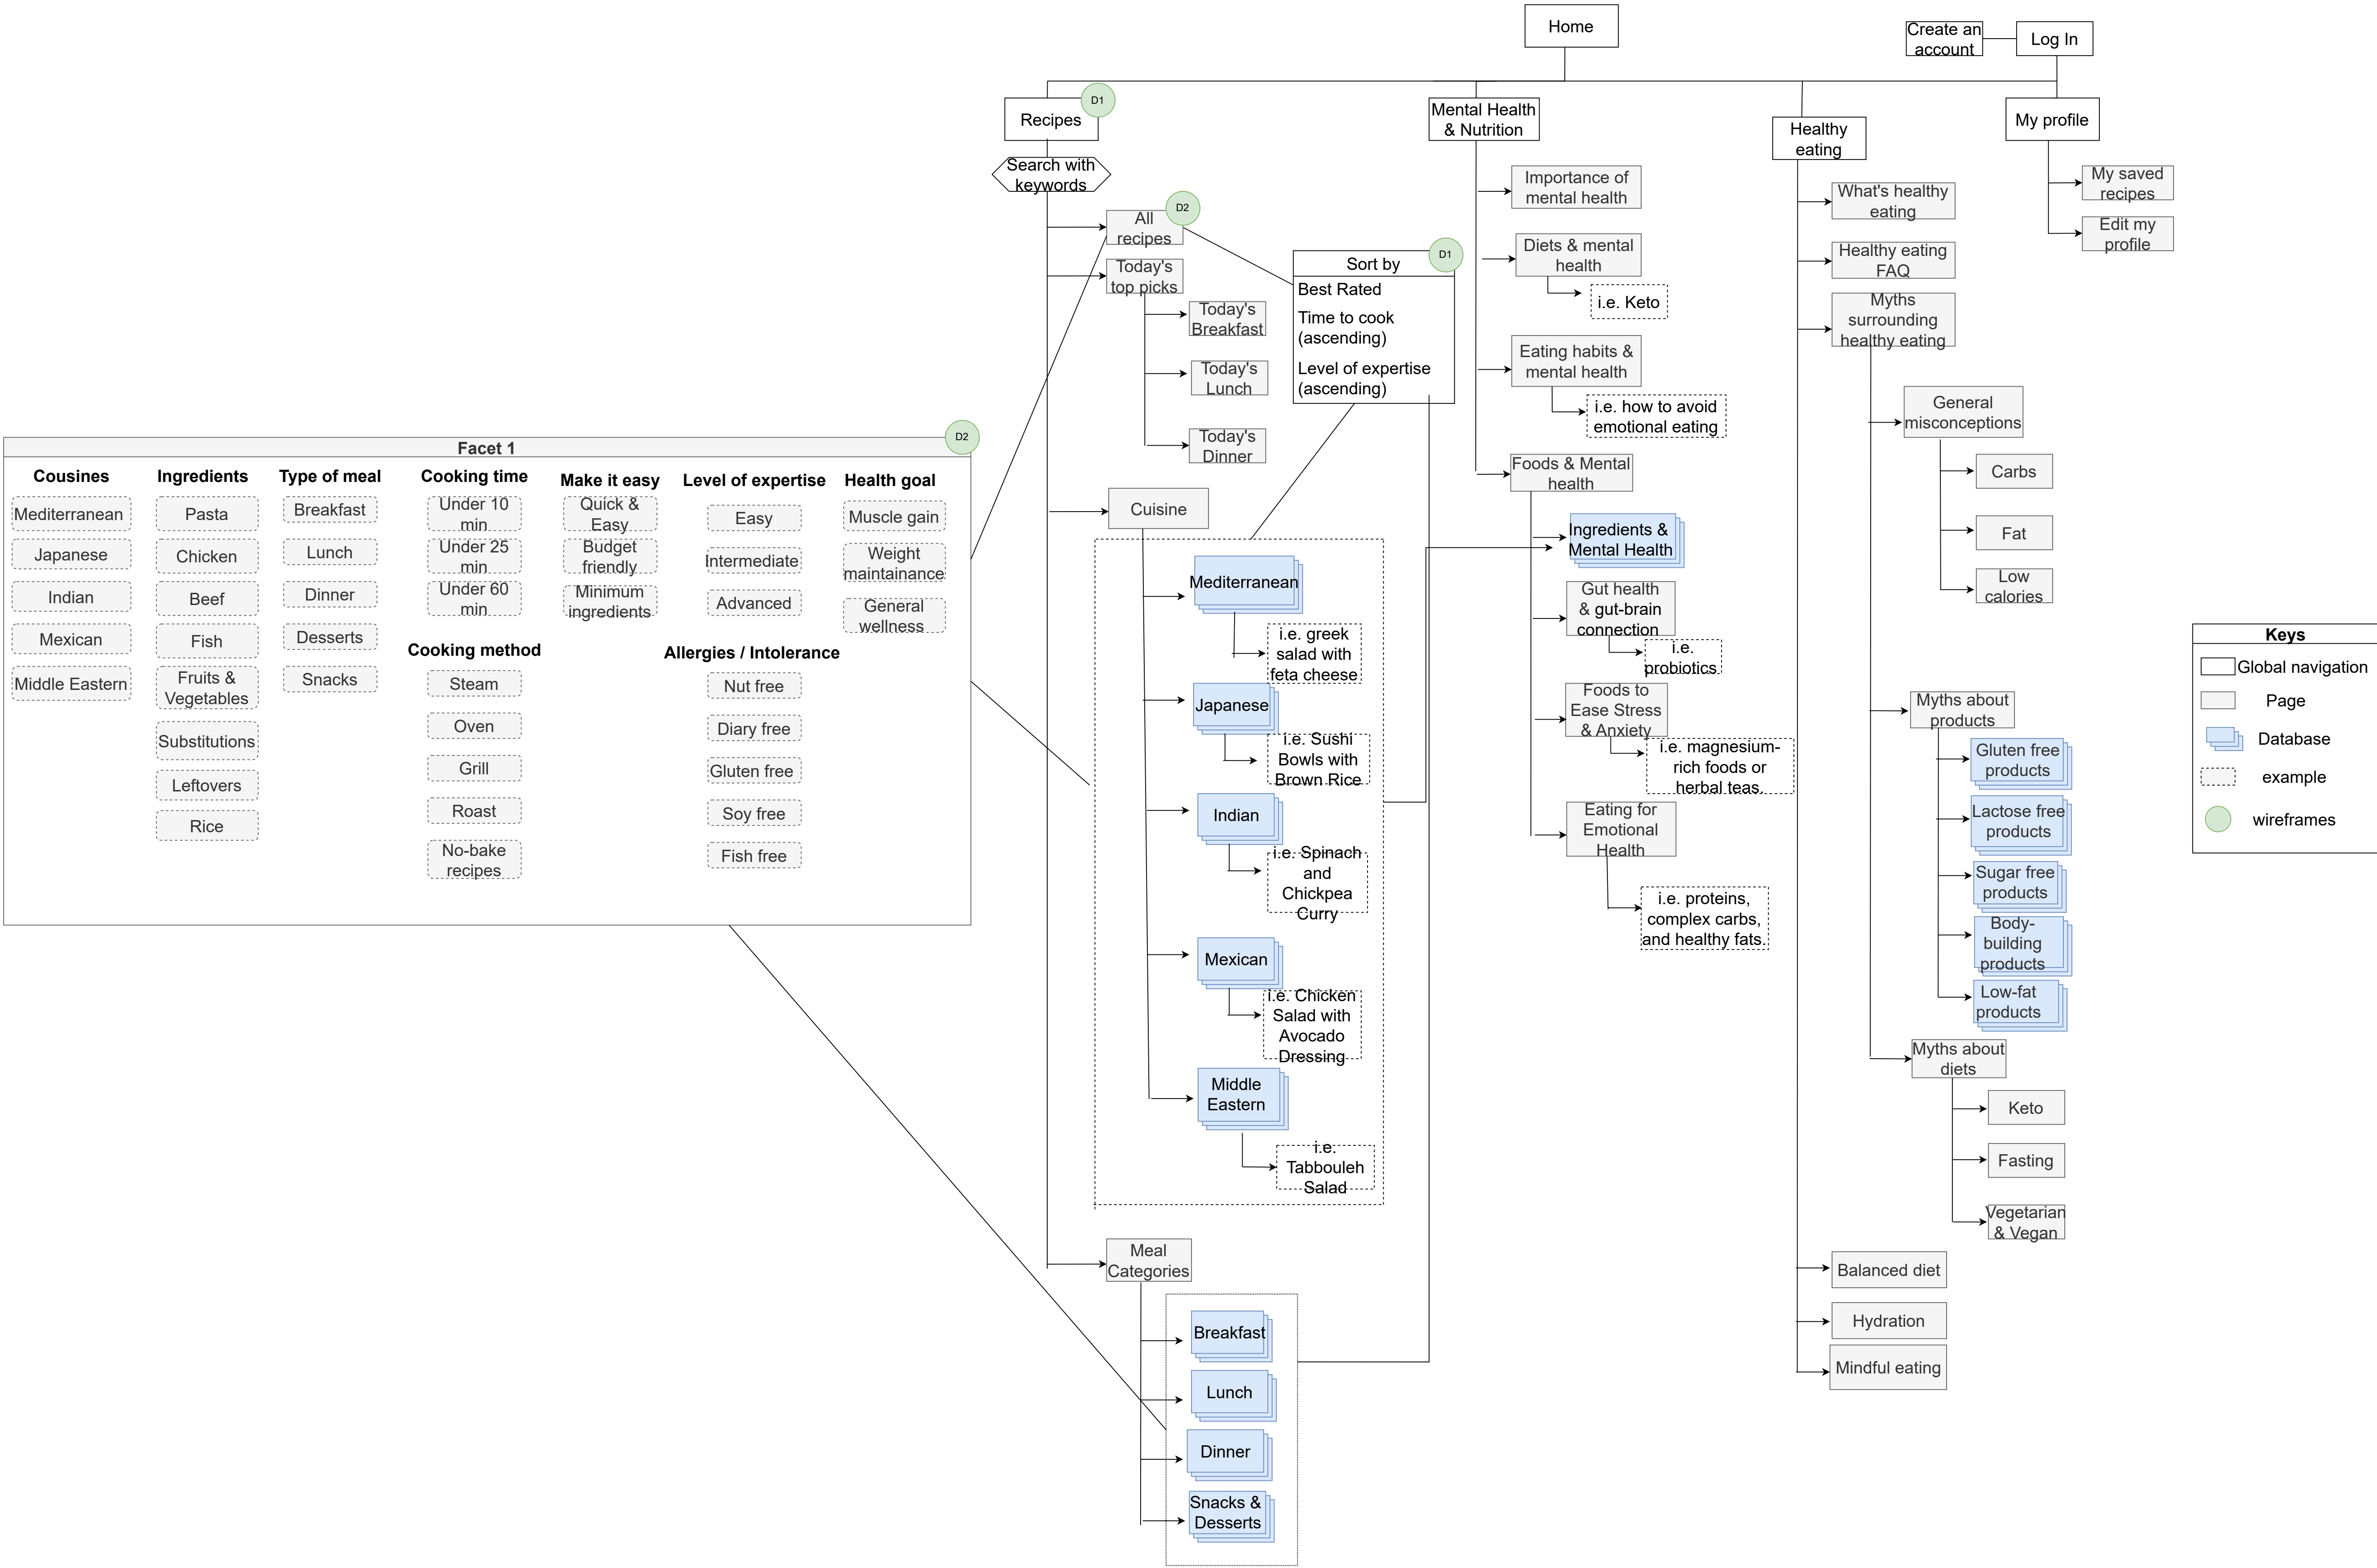 Home
Create an
account
Log In
Recipes
D1
Mental Health
& Nutrition
Healthy
eating
My profile
Search with
keywords
All
recipes
D2
Today's
top picks
Today's
Breakfast
Today's
Lunch
Today's
Dinner
Sort by
D1
Best Rated
Time to cook
(ascending)
Level of expertise
(ascending)
Importance of
mental health
Diets & mental
health
i.e. Keto
Eating habits &
mental health
i.e. how to avoid
emotional eating
Foods & Mental
health
Ingredients &
Mental Health
Gut health
& gut-brain
connection
i.e.
probiotics.
Foods to
Ease Stress
& Anxiety
i.e. magnesium-
rich foods or
herbal teas.
Eating for
Emotional
Health
i.e. proteins,
complex carbs,
and healthy fats.
What's healthy
eating
Healthy eating
FAQ
Myths
surrounding
healthy eating
General
misconceptions
Carbs
Fat
Low
calories
Myths about
products
Gluten free
products
Lactose free
products
Sugar free
products
Body-
building
products
Low-fat
products
Myths about
diets
Keto
Fasting
Vegetarian
& Vegan
Balanced diet
Hydration
Mindful eating
My saved
recipes
Edit my
profile
Facet 1
D2
Cousines
Mediterranean
Japanese
Indian
Mexican
Middle Eastern
Ingredients
Pasta
Chicken
Beef
Fish
Fruits &
Vegetables
Substitutions
Leftovers
Rice
Type of meal
Breakfast
Lunch
Dinner
Desserts
Snacks
Cooking time
Under 10
min
Under 25
min
Under 60
min
Cooking method
Steam
Oven
Grill
Roast
No-bake
recipes
Make it easy
Quick &
Easy
Budget
friendly
Minimum
ingredients
Level of expertise
Easy
Intermediate
Advanced
Allergies / Intolerance
Nut free
Diary free
Gluten free
Soy free
Fish free
Health goal
Muscle gain
Weight
maintainance
General
wellness
Cuisine
Mediterranean
i.e. greek
salad with
feta cheese
Japanese
i.e. Sushi
Bowls with
Brown Rice
Indian
i.e. Spinach
and
Chickpea
Curry
Mexican
i.e. Chicken
Salad with
Avocado
Dressing
Middle
Eastern
i.e.
Tabbouleh
Salad
Meal
Categories
Breakfast
Lunch
Dinner
Snacks &
Desserts
Keys
Global navigation
Page
Database
example
wireframes